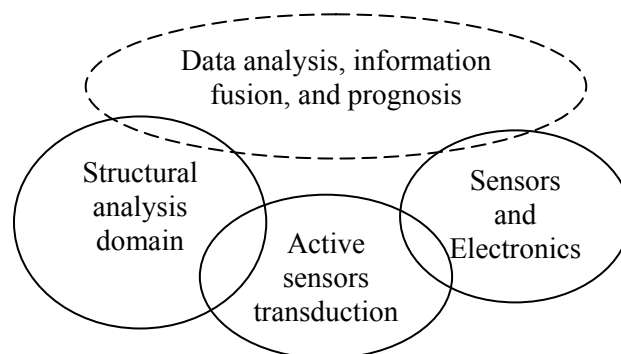 Data analysis, information
fusion, and prognosis
Structural
analysis
domain
Active
sensors
transduction
Sensors
and
Electronics